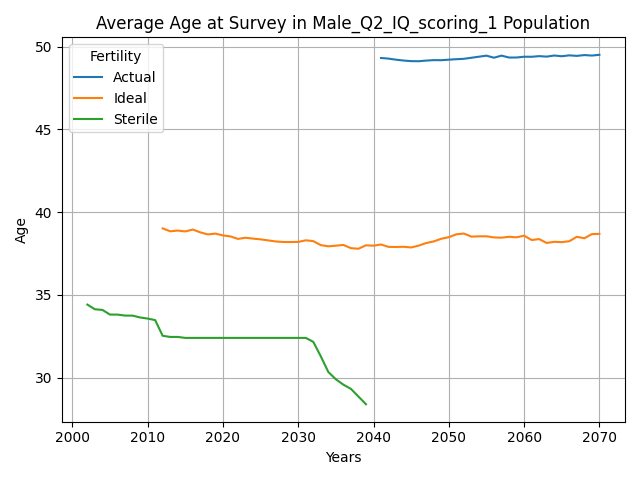 Average Age at Survey in Male_Q2_IQ_scoring_1 Population
Fertility
Actual
Ideal
Sterile
50
45
40
35
30
Age
2000 2010 2020 2030 2040 2050 2060 2070
Years